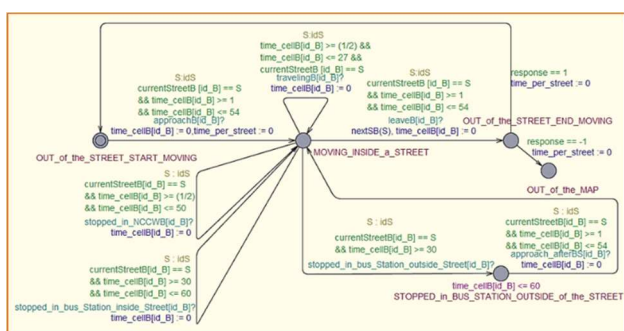 S:idS
time_cellB[id_B] >= (1/2) &&
time_cellB[id_B] <= 27 &&
currentStreetB [id_B] == S
travelingB[id_B]?
time_cellB[id_B] := 0
S:idS
currentStreetB [id_B] == S
&& time_cellB[id_B] >= 1
&& time_cellB[id_B] <= 54
approachB[id_B]?
time_cellB[id_B] := 0,time_per_street := 0
OUT_of_the_STREET_START_MOVING
S:idS
currentStreetB [id_B] == S
&& time_cellB[id_B] >= 1
&& time_cellB[id_B] <= 54
leaveB[id_B]?
nextSB(S), time_cellB[id_B] := 0
MOVING_INSIDE_a_STREET
response == 1
time_per_street := 0
OUT_of_the_STREET_END_MOVING
response == -1
time_per_street := 0
OUT_of_the_MAP
S : idS
currentStreetB[id_B] == S
&& time_cellB[id_B] >= (1/2)
&& time_cellB[id_B] <= 50
stopped_in_NCCWB[id_B]?
time_cellB[id_B] := 0
S : idS
currentStreetB[id_B] == S
&& time_cellB[id_B] >= 30
&& time_cellB[id_B] <= 60
stopped_in_bus_Station_inside_Street[id_B]?
time_cellB[id_B] := 0
S : idS
currentStreetB[id_B] == S
&& time_cellB[id_B] >= 30
stopped_in_bus_Station_outside_Street[id_B]?
S : idS
currentStreetB[id_B] == S
&& time_cellB[id_B] >= 1
&& time_cellB[id_B] <= 54
approach_afterBS[id_B]?
time_cellB[id_B] := 0
time_cellB[id_B] <= 60
STOPPED_in_BUS_STATION_OUTSIDE_of_the_STREET